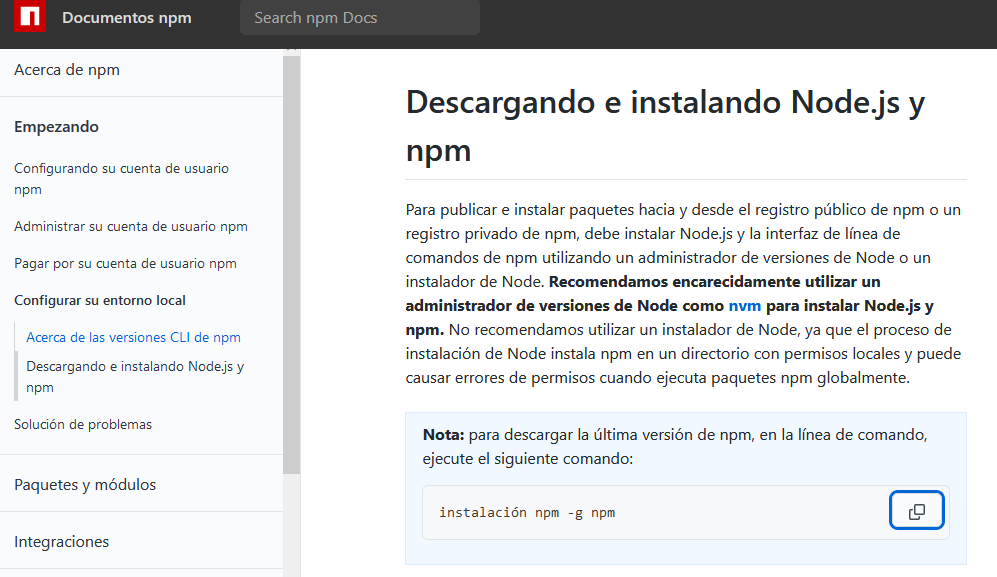 Documentos npm
Search npm Docs
Acerca de npm
Empezando
Configurando su cuenta de usuario
npm
Administrar su cuenta de usuario npm
Pagar por su cuenta de usuario npm
Configurar su entorno local
Acerca de las versiones CLI de npm
Descargando e instalando Node.js y
npm
Solución de problemas
Paquetes y módulos
Integraciones
Descargando e instalando Node.js y
npm
Para publicar e instalar paquetes hacia y desde el registro público de npm o un
registro privado de npm, debe instalar Node.js y la interfaz de línea de
comandos de npm utilizando un administrador de versiones de Node o un
instalador de Node. Recomendamos encarecidamente utilizar un
administrador de versiones de Node como nvm para instalar Node.js y
npm. No recomendamos utilizar un instalador de Node, ya que el proceso de
instalación de Node instala npm en un directorio con permisos locales y puede
causar errores de permisos cuando ejecuta paquetes npm globalmente.
Nota: para descargar la última versión de npm, en la línea de comando,
ejecute el siguiente comando:
instalación npm -g npm